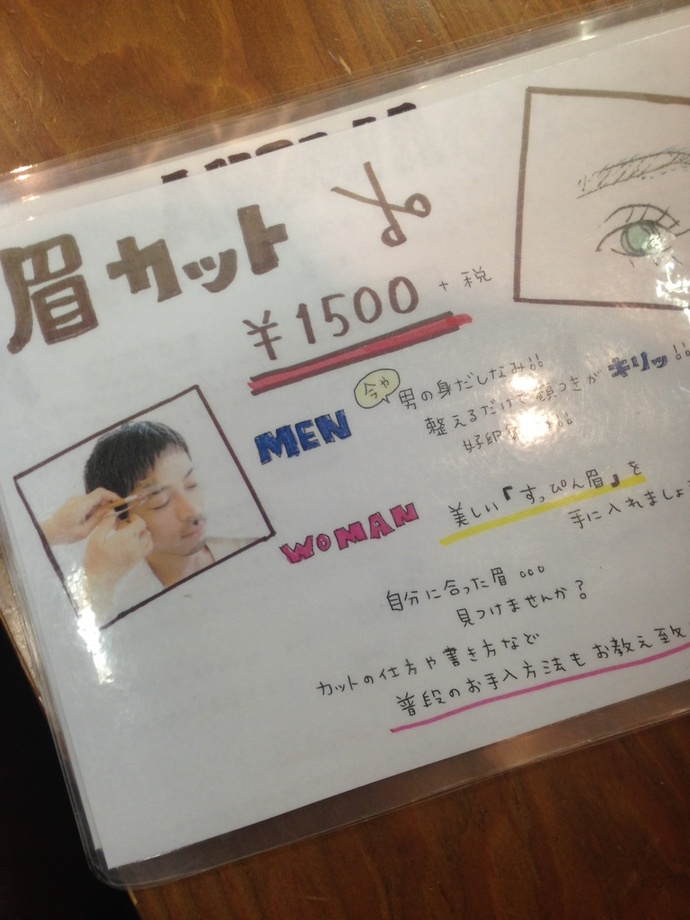 眉カット
¥1500 +税
MEN
今や
男の身だしなみ!!
整えるだけで顔つきがキリッ!!
WOMAN
美しい「すっぴん眉」を
手に入れましょ
自分に合った眉。。。
見つけませんか?
カットの仕方や書き方など
普段のお手入方法もお教え致